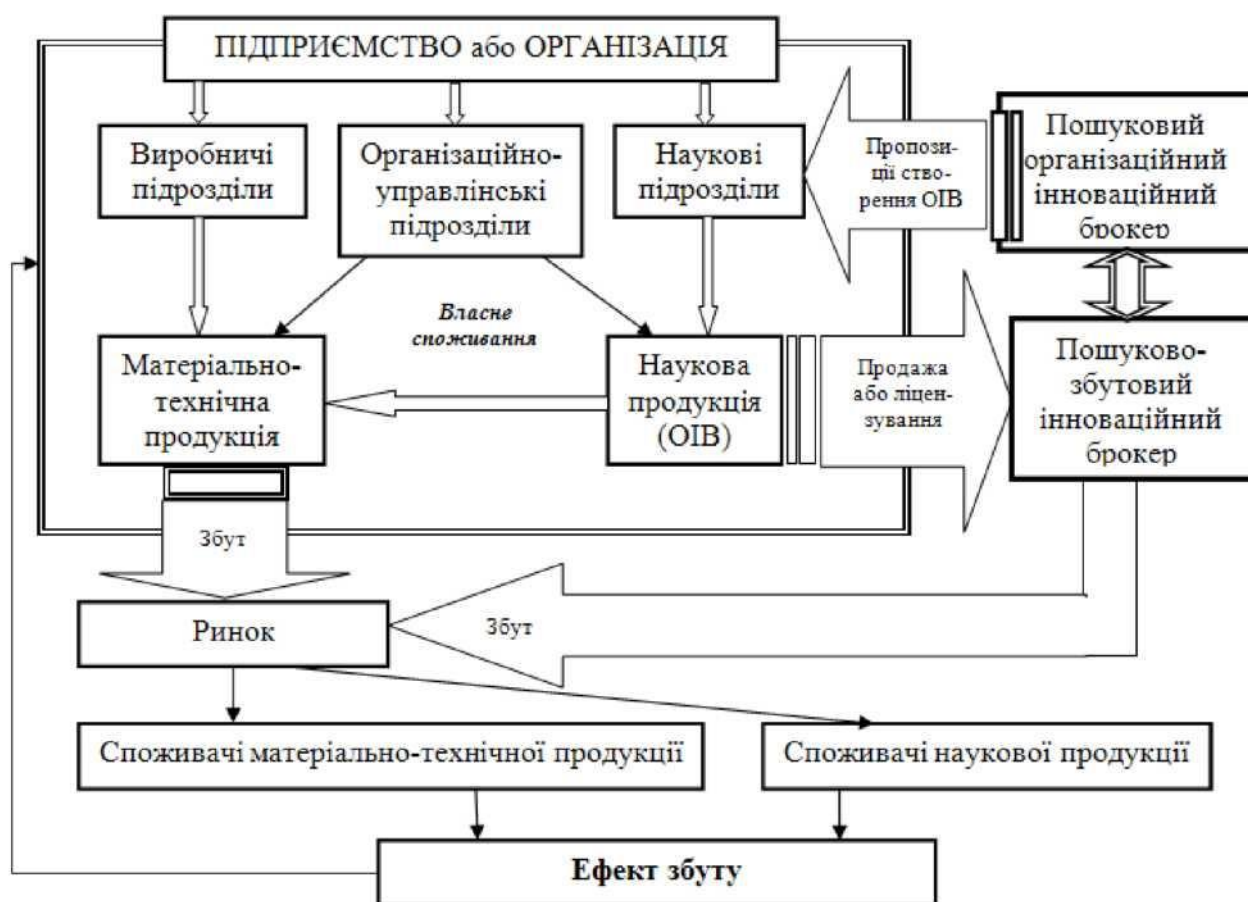 ПІДПРИЄМСТВО або ОРГАНІЗАЦІЯ
Виробничі
підрозділи
Організаційно-
управлінські
підрозділи
Наукові
підрозділи
Пропози-
ції ство-
рення ОІВ
Пошуковий
організаційний
інноваційний
брокер
Власне
споживання
Матеріально-
технічна
продукція
Наукова
продукція
(ОІВ)
Продажа
або ліцен-
зування
Пошуково-
збутовий
інноваційний
брокер
Збут
Ринок
Збут
Споживачі матеріально-технічної продукції
Споживачі наукової продукції
Ефект збуту